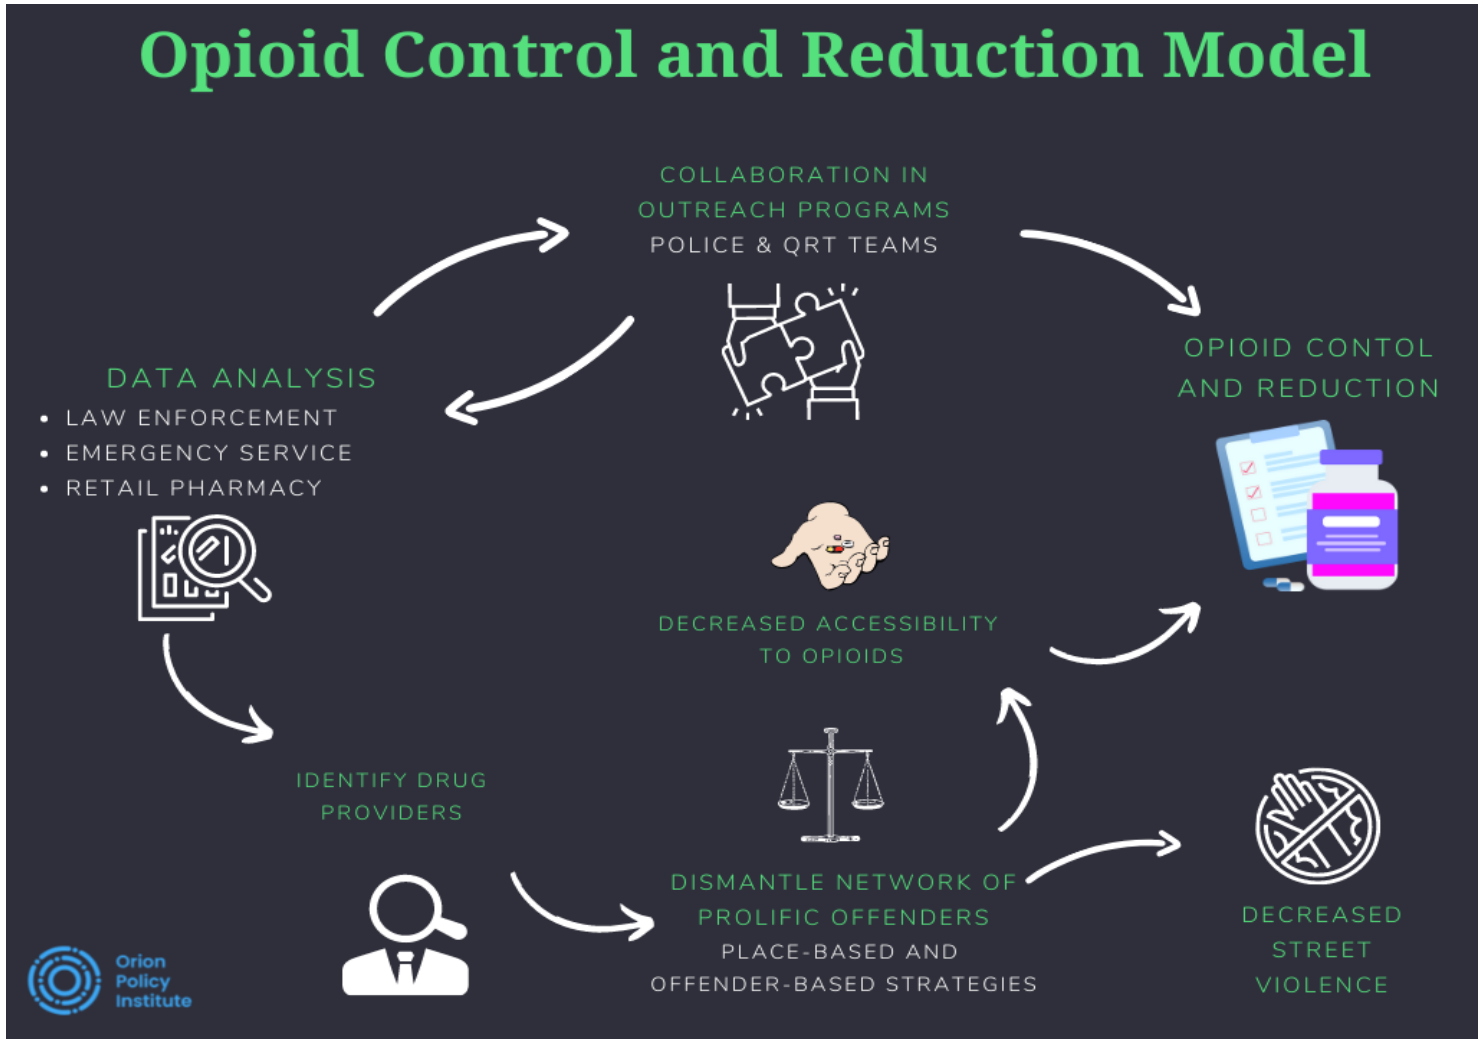 Opioid Control and Reduction Model
COLLABORATION IN
OUTREACH PROGRAMS
POLICE & QRT TEAMS
DATA ANALYSIS
• LAW ENFORCEMENT
• EMERGENCY SERVICE
• RETAIL PHARMACY
OPIOID CONTOL
AND REDUCTION
DECREASED ACCESSIBILITY
TO OPIOIDS
IDENTIFY DRUG
PROVIDERS
DISMANTLE NETWORK OF
PROLIFIC OFFENDERS
PLACE-BASED AND
OFFENDER-BASED STRATEGIES
DECREASED
STREET
VIOLENCE
Orion
Policy
Institute